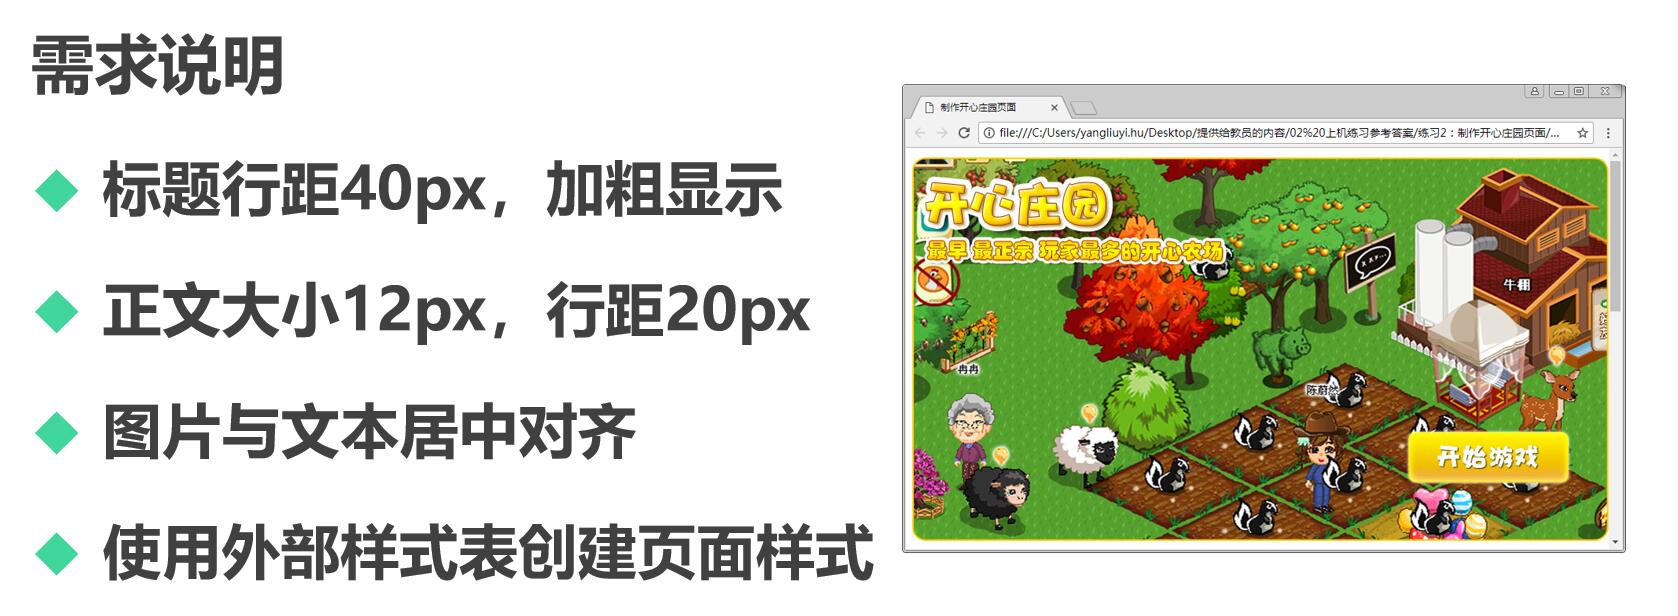 需求说明
标题行距40px，加粗显示
正文大小12px，行距20px
图片与文本居中对齐
使用外部样式表创建页面样式
制作开心庄园页面
file:///C:/Users/yangliuyi.hu/Desktop/提供给教员的内容/02%20上机练习参考答案/练习2：制作开心庄园页面/...
开心庄园
最早 最正宗 玩家最多的开心农场
牛棚
冉冉
陈蔚然
开始游戏